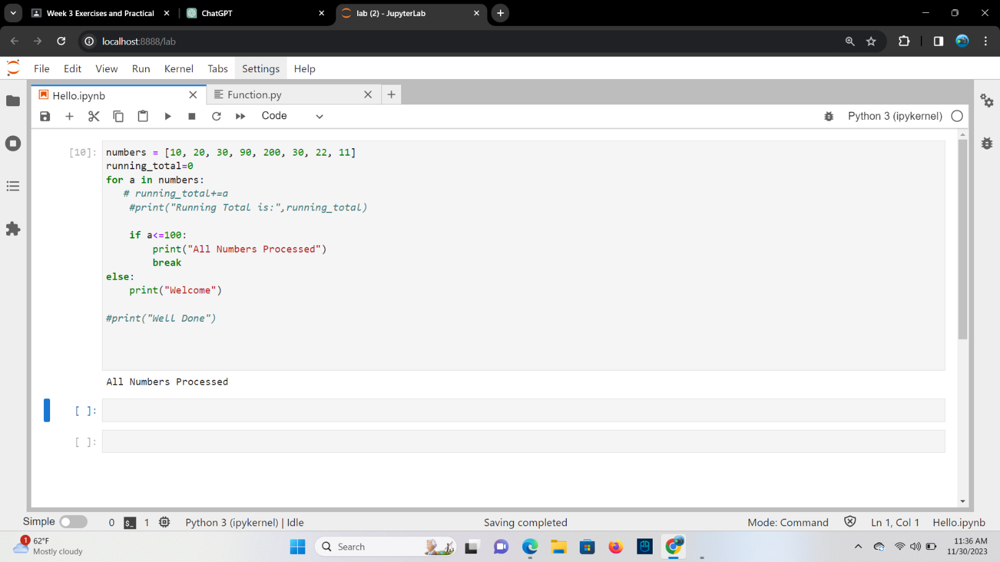 Week 3 Exercises and Practical
ChatGPT
lab (2) - JupyterLab
localhost:8888/lab
File Edit View Run Kernel Tabs Settings Help
Hello.ipynb
Function.py
Code
Python 3 (ipykernel)
[10]:
numbers = [10, 20, 30, 90, 200, 30, 22, 11]
running_total=0
for a in numbers:
   # running_total+=a
    #print("Running Total is:",running_total)
    if a<=100:
        print("All Numbers Processed")
        break
else:
    print("Welcome")
#print("Well Done")
All Numbers Processed
[ ]:
[ ]:
Simple 0 $_ 1 Python 3 (ipykernel) | Idle Saving completed Mode: Command Ln 1, Col 1 Hello.ipynb
1
62°F
Mostly cloudy
Search
11:36 AM
11/30/2023